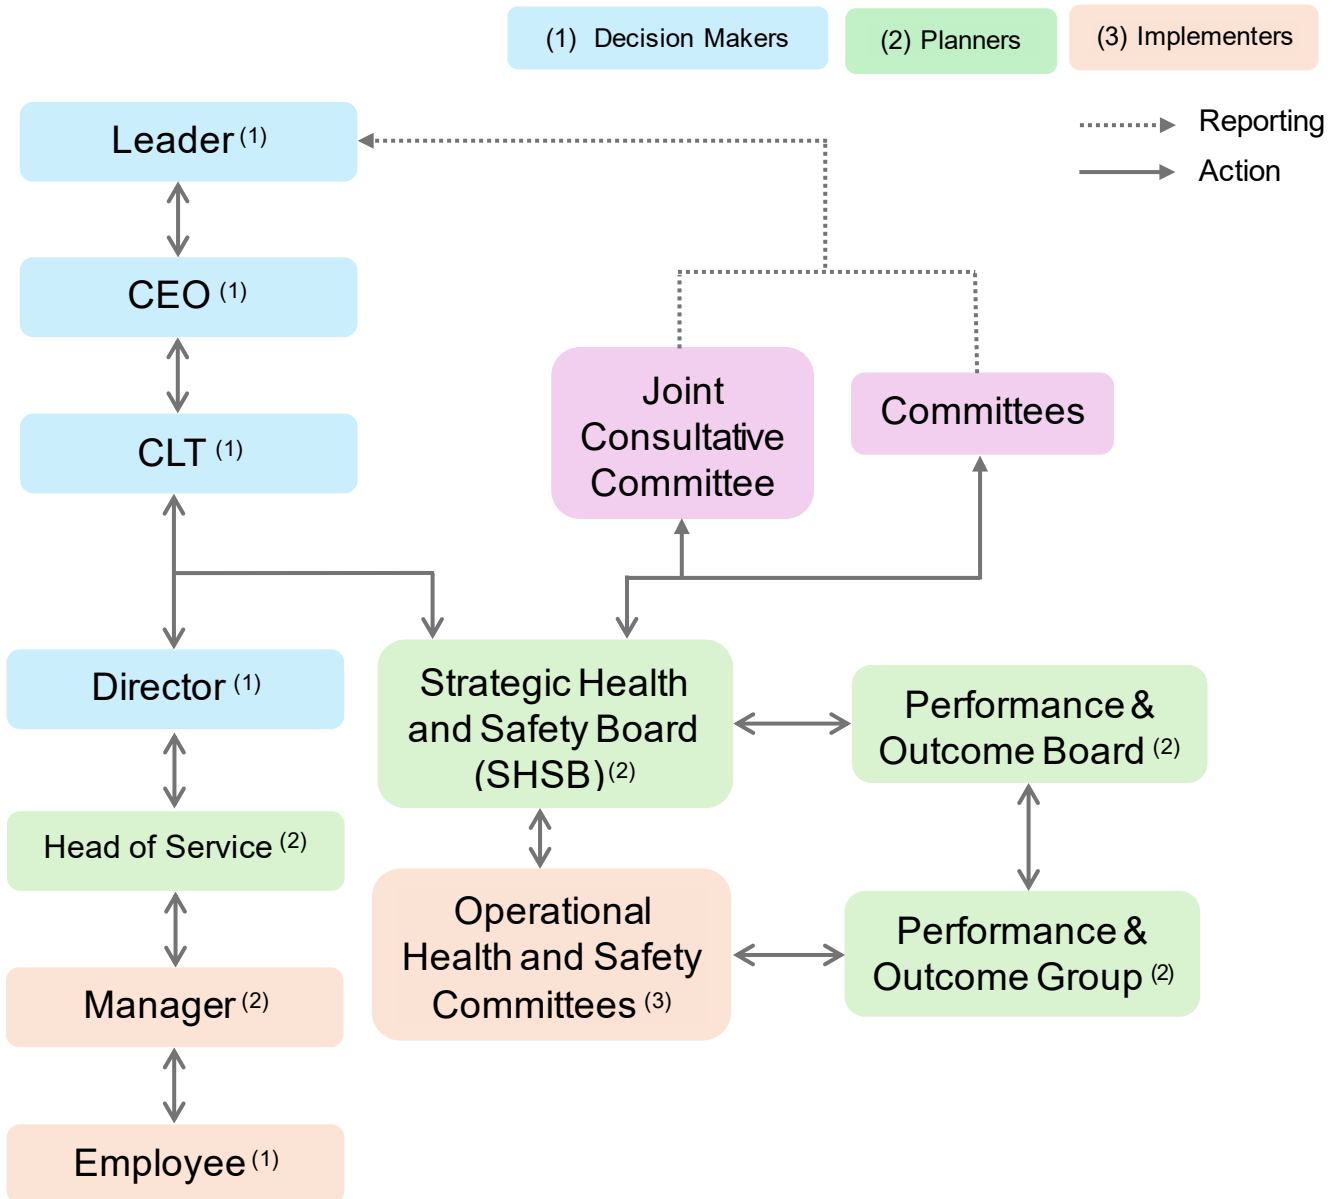 (1) Decision Makers
(2) Planners
(3) Implementers
Reporting
Action
Leader (1)
CEO (1)
CLT (1)
Joint
Consultative
Committee
Committees
Director (1)
Strategic Health
and Safety Board
(SHSB) (2)
Performance &
Outcome Board (2)
Head of Service (2)
Operational
Health and Safety
Committees (3)
Performance &
Outcome Group (2)
Manager (2)
Employee (1)